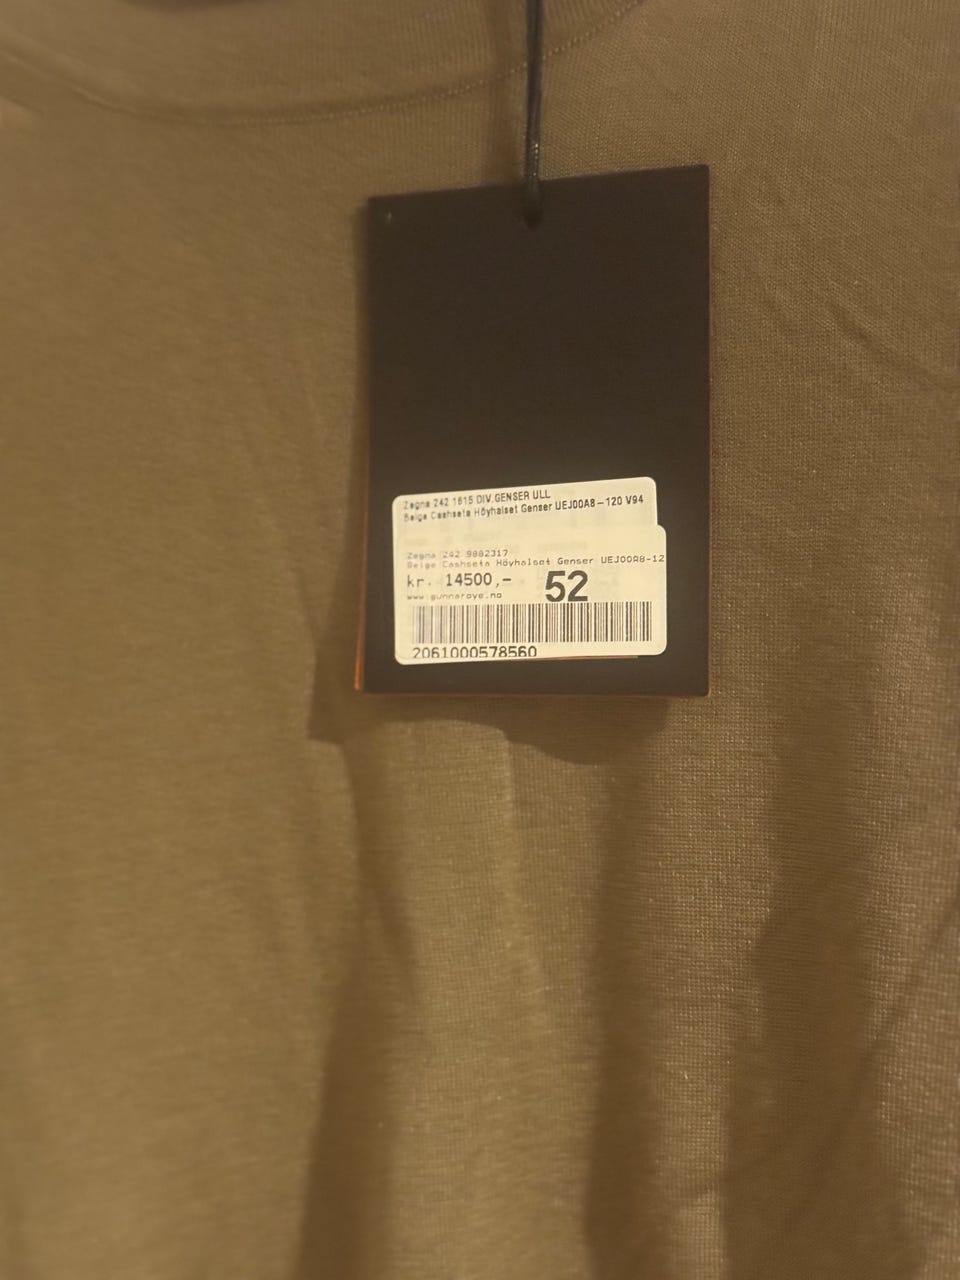 Zegna 242 1615 DIV.GENSER ULL
Beige Cashseta Höyhalset Genser UEJ00A8-120 V94
Zegna 242 9882317
Beige Cashseta Höyhalset Genser UEJ00A8-12
kr. 14500,- 52
www.gunnaroye.no
2061000578560